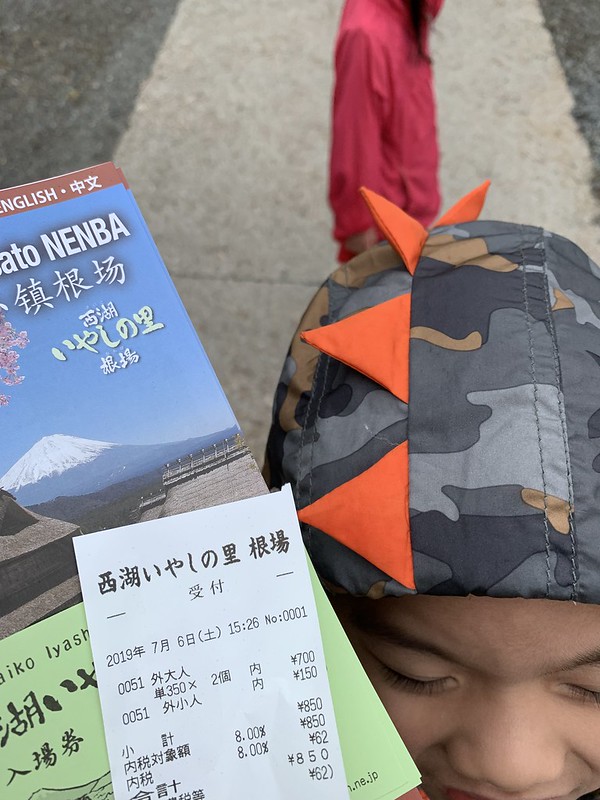 ENGLISH・中文
ato NENBA
镇根场
西湖
いやしの里
根場
西湖いやしの里 根場
受付
2019年 7月 6日(土) 15:26 No:0001
0051 外大人
単350× 2個 内 ¥700
0051 外小人 内 ¥150
小 計 ¥850
内税対象額 8.00% ¥850
内税 8.00% ¥62
合計 ¥850
¥62)
aiko Iyash
湖い
入場券
.ne.jp